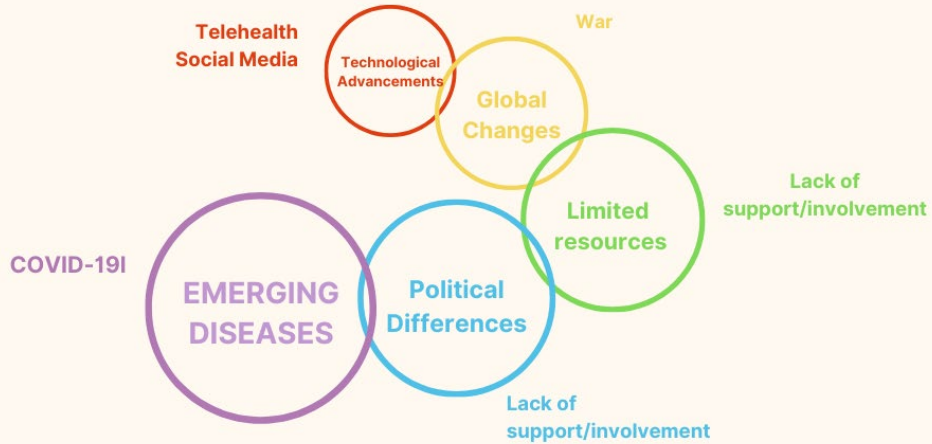 Telehealth
Social Media
Technological
Advancements
War
Global
Changes
Limited
resources
Lack of
support/involvement
COVID-19I
EMERGING
DISEASES
Political
Differences
Lack of
support/involvement